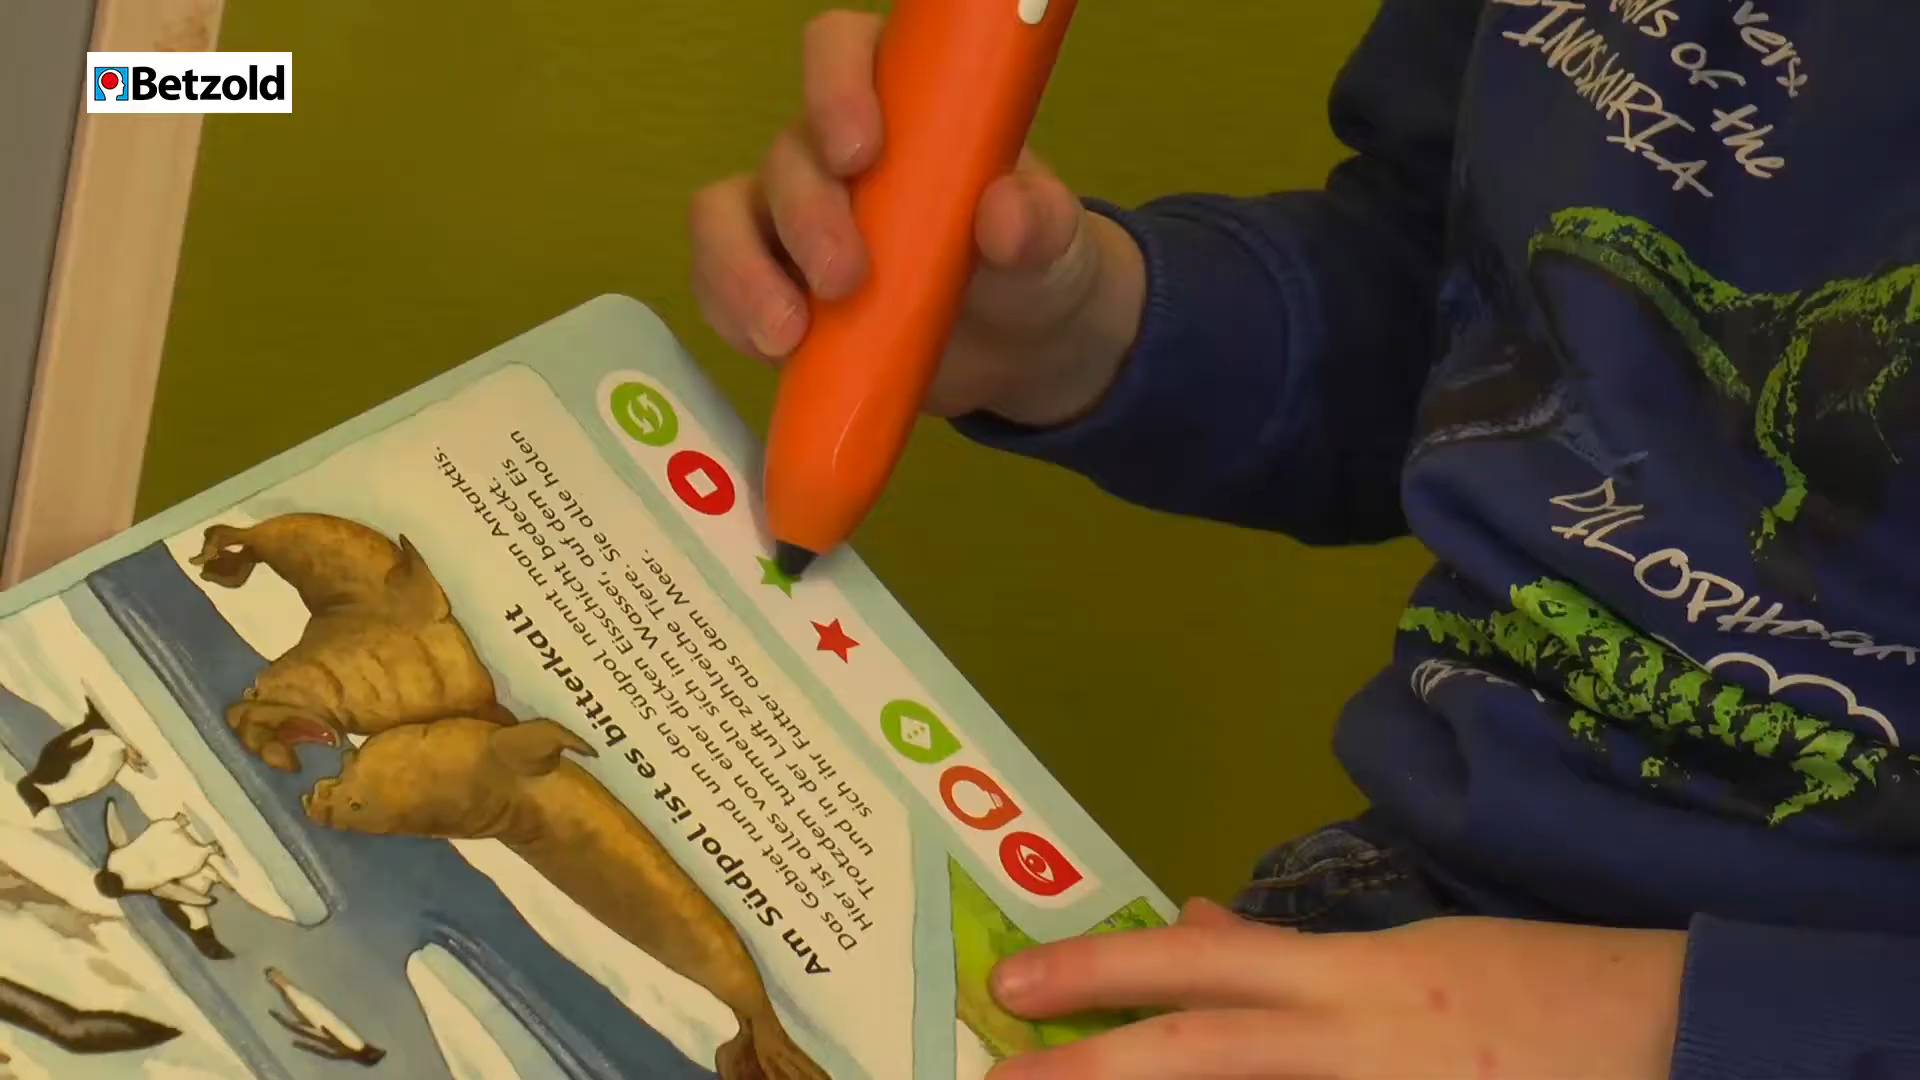 Betzold
Am Südpol ist es bitterkalt
Das Gebiet rund um den Südpol nennt man Antarktis.
Hier ist alles von einer dicken Eisschicht bedeckt.
Trotzdem tummeln sich im Wasser, auf dem Eis
und in der Luft zahlreiche Tiere. Sie alle holen
sich ihr Futter aus dem Meer.
of the